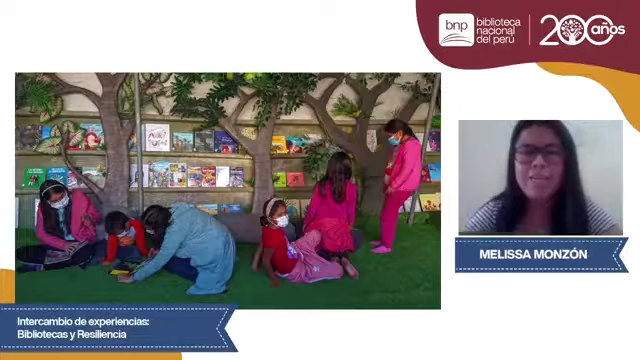 bnp
biblioteca
nacional
del perú
200 años
MELISSA MONZÓN
Intercambio de experiencias:
Bibliotecas y Resiliencia